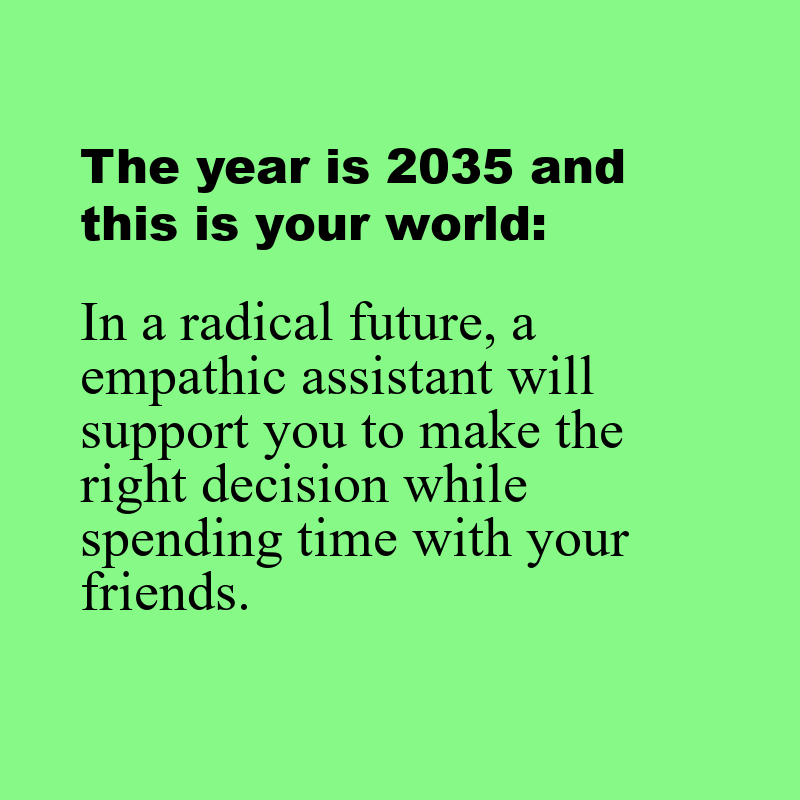 The year is 2035 and
this is your world:
In a radical future, a
empathic assistant will
support you to make the
right decision while
spending time with your
friends.